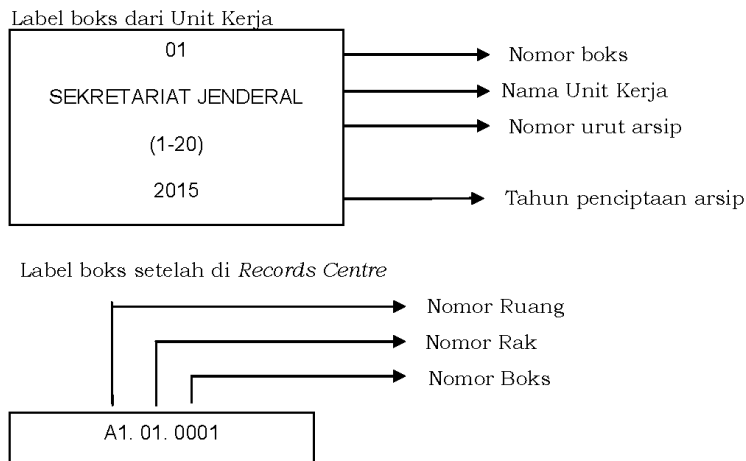 Label boks dari Unit Kerja
01
Nomor boks
SEKRETARIAT JENDERAL
Nama Unit Kerja
(1-20)
Nomor urut arsip
2015
Tahun penciptaan arsip
Label boks setelah di Records Centre
Nomor Ruang
Nomor Rak
Nomor Boks
A1. 01. 0001